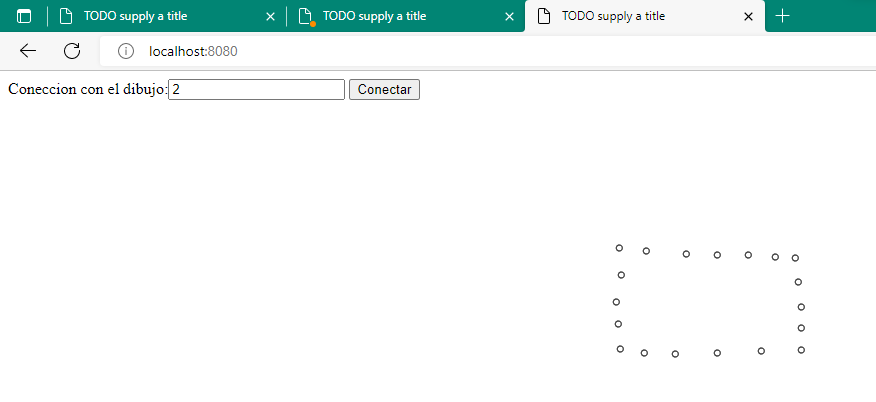 TODO supply a title
TODO supply a title
TODO supply a title
localhost:8080
Coneccion con el dibujo: 2 Conectar